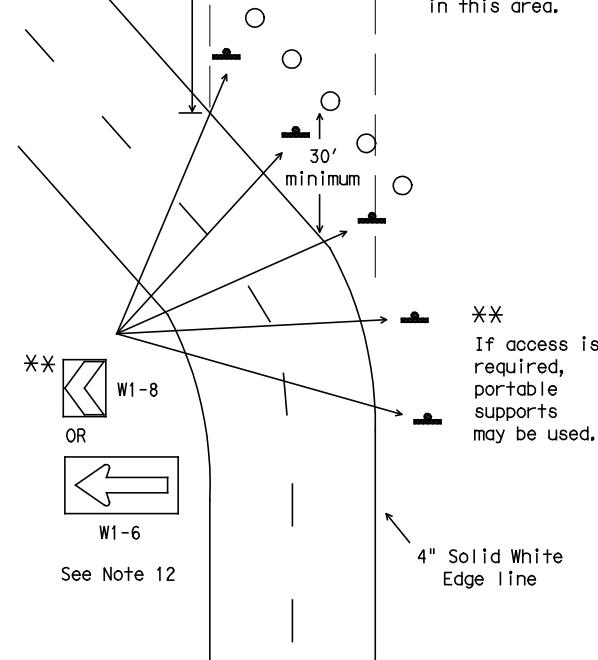 in this area.
30'
minimum
**
If access is
required,
portable
supports
may be used.
**
W1-8
OR
W1-6
See Note 12
4" Solid White
Edge line